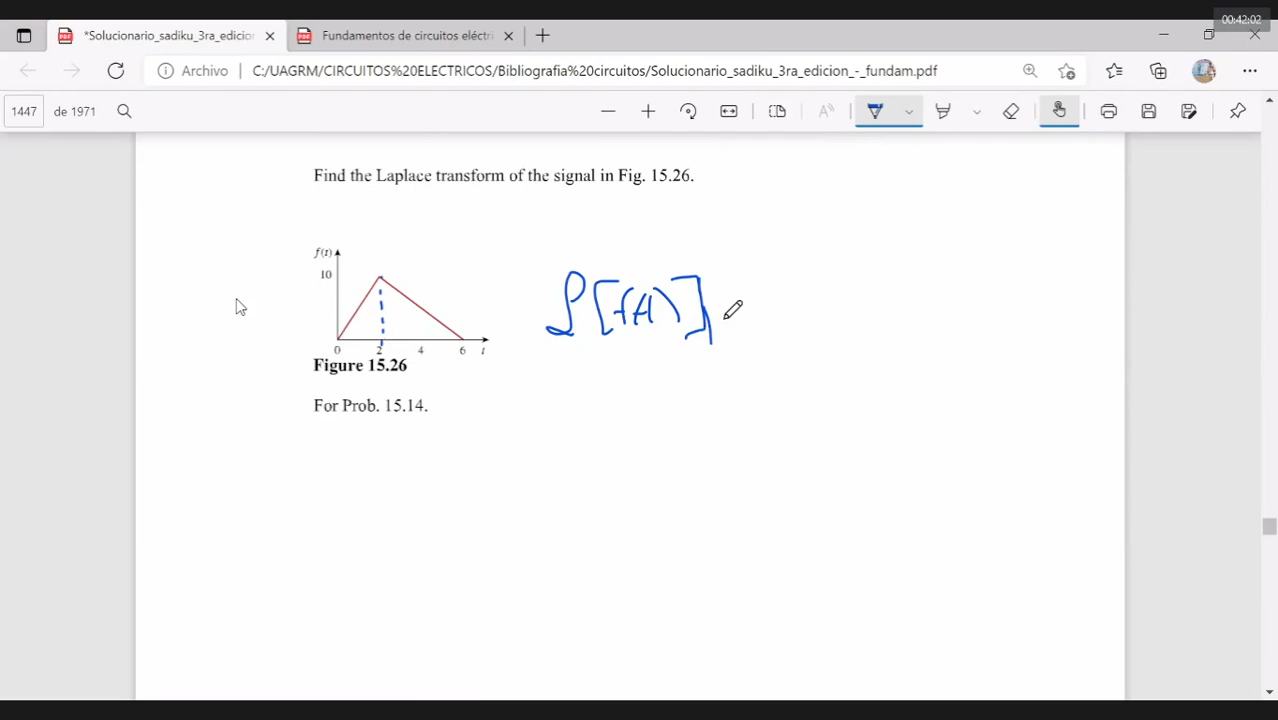 00:42:02
*Solucionario_sadiku_3ra_edicion
Fundamentos de circuitos eléctri
Archivo C:/UAGRM/CIRCUITOS%20ELECTRICOS/Bibliografia%20circuitos/Solucionario_sadiku_3ra_edicion_-_fundam.pdf
1447 de 1971
Find the Laplace transform of the signal in Fig. 15.26.
f(t)
10
ℒ[f(t)]
0 2 4 6 t
Figure 15.26
For Prob. 15.14.